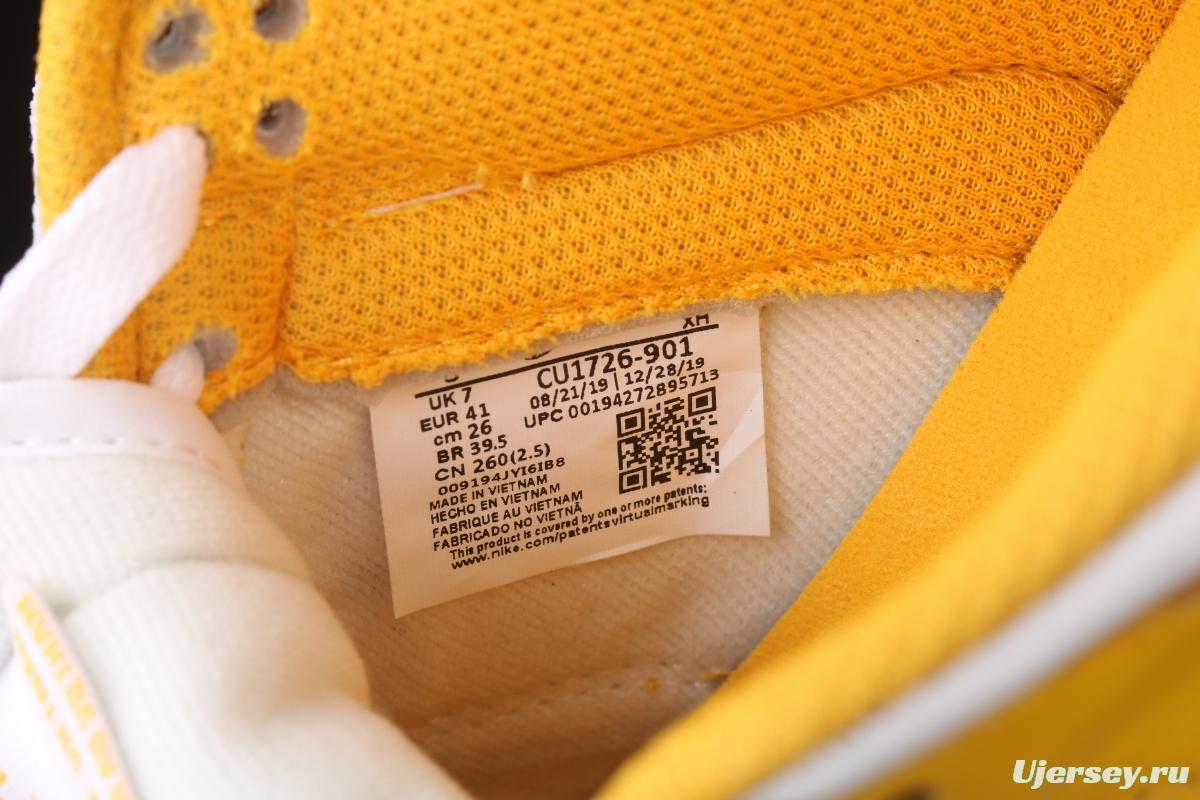 XH
UK 7
EUR 41
cm 26
BR 39.5
CN 260(2.5)
CU1726-901
08/21/19 | 12/28/19
UPC 00194272895713
009194JYI6IB8
MADE IN VIETNAM
HECHO EN VIETNAM
FABRIQUE AU VIETNAM
FABRICADO NO VIETNÃ
This product is covered by one or more patents:
www.nike.com/patentsvirtualmarking
Ujersey.ru